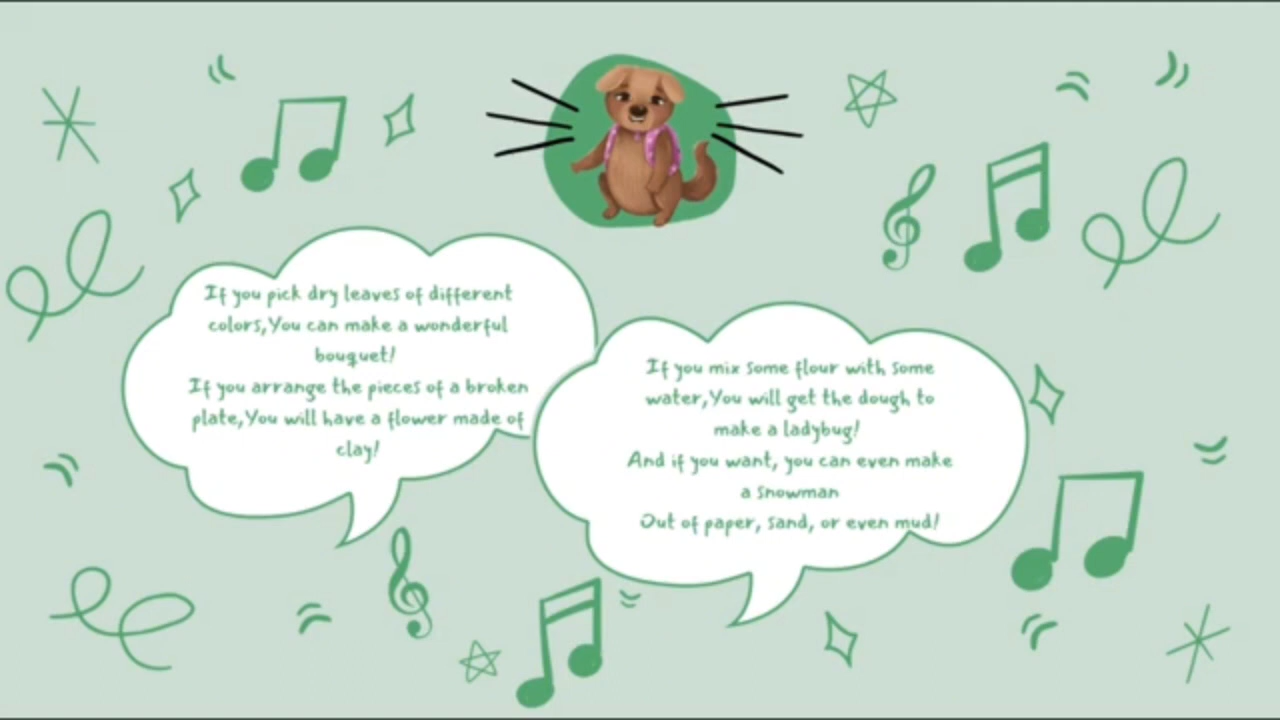 If you pick dry leaves of different
colors,You can make a wonderful
bouquet!
If you arrange the pieces of a broken
plate,You will have a flower made of
clay!
If you mix some flour with some
water,You will get the dough to
make a ladybug!
And if you want, you can even make
a snowman
Out of paper, sand, or even mud!